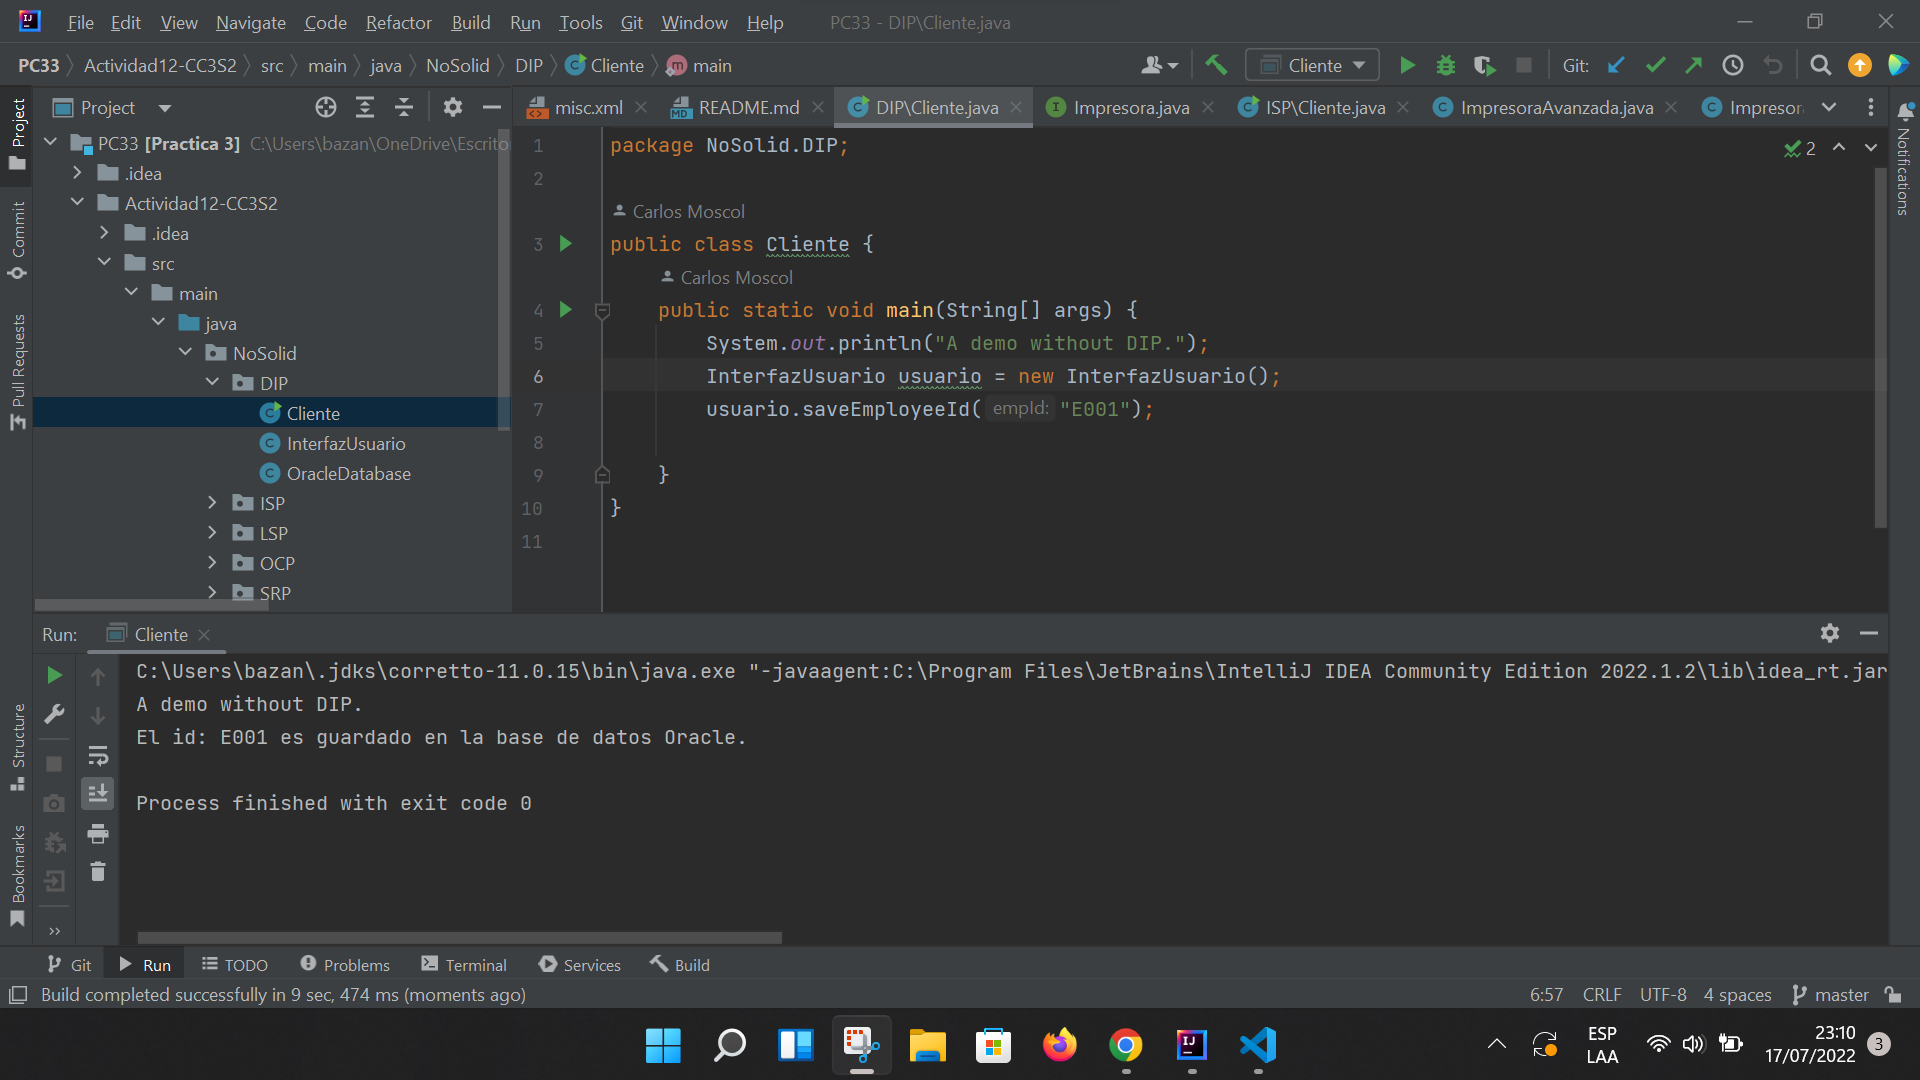 File Edit View Navigate Code Refactor Build Run Tools Git Window Help PC33 - DIP\Cliente.java
PC33 Actividad12-CC3S2 src main java NoSolid DIP Cliente main Cliente Git:
Project
misc.xml README.md DIP\Cliente.java Impresora.java ISP\Cliente.java ImpresoraAvanzada.java Impresor
PC33 [Practica 3] C:\Users\bazan\OneDrive\Escrito
.idea
Actividad12-CC3S2
.idea
src
main
java
NoSolid
DIP
Cliente
InterfazUsuario
OracleDatabase
ISP
LSP
OCP
SRP
Project
Commit
Pull Requests
Structure
Bookmarks
Notifications
2
1 package NoSolid.DIP;
2
Carlos Moscol
3 public class Cliente {
Carlos Moscol
4 public static void main(String[] args) {
5 System.out.println("A demo without DIP.");
6 InterfazUsuario usuario = new InterfazUsuario();
7 usuario.saveEmployeeId( empId: "E001");
8
9 }
10 }
11
Run: Cliente
C:\Users\bazan\.jdks\corretto-11.0.15\bin\java.exe "-javaagent:C:\Program Files\JetBrains\IntelliJ IDEA Community Edition 2022.1.2\lib\idea_rt.jar
A demo without DIP.
El id: E001 es guardado en la base de datos Oracle.
Process finished with exit code 0
Git Run TODO Problems Terminal Services Build
Build completed successfully in 9 sec, 474 ms (moments ago) 6:57 CRLF UTF-8 4 spaces master
ESP
LAA
23:10
17/07/2022
3